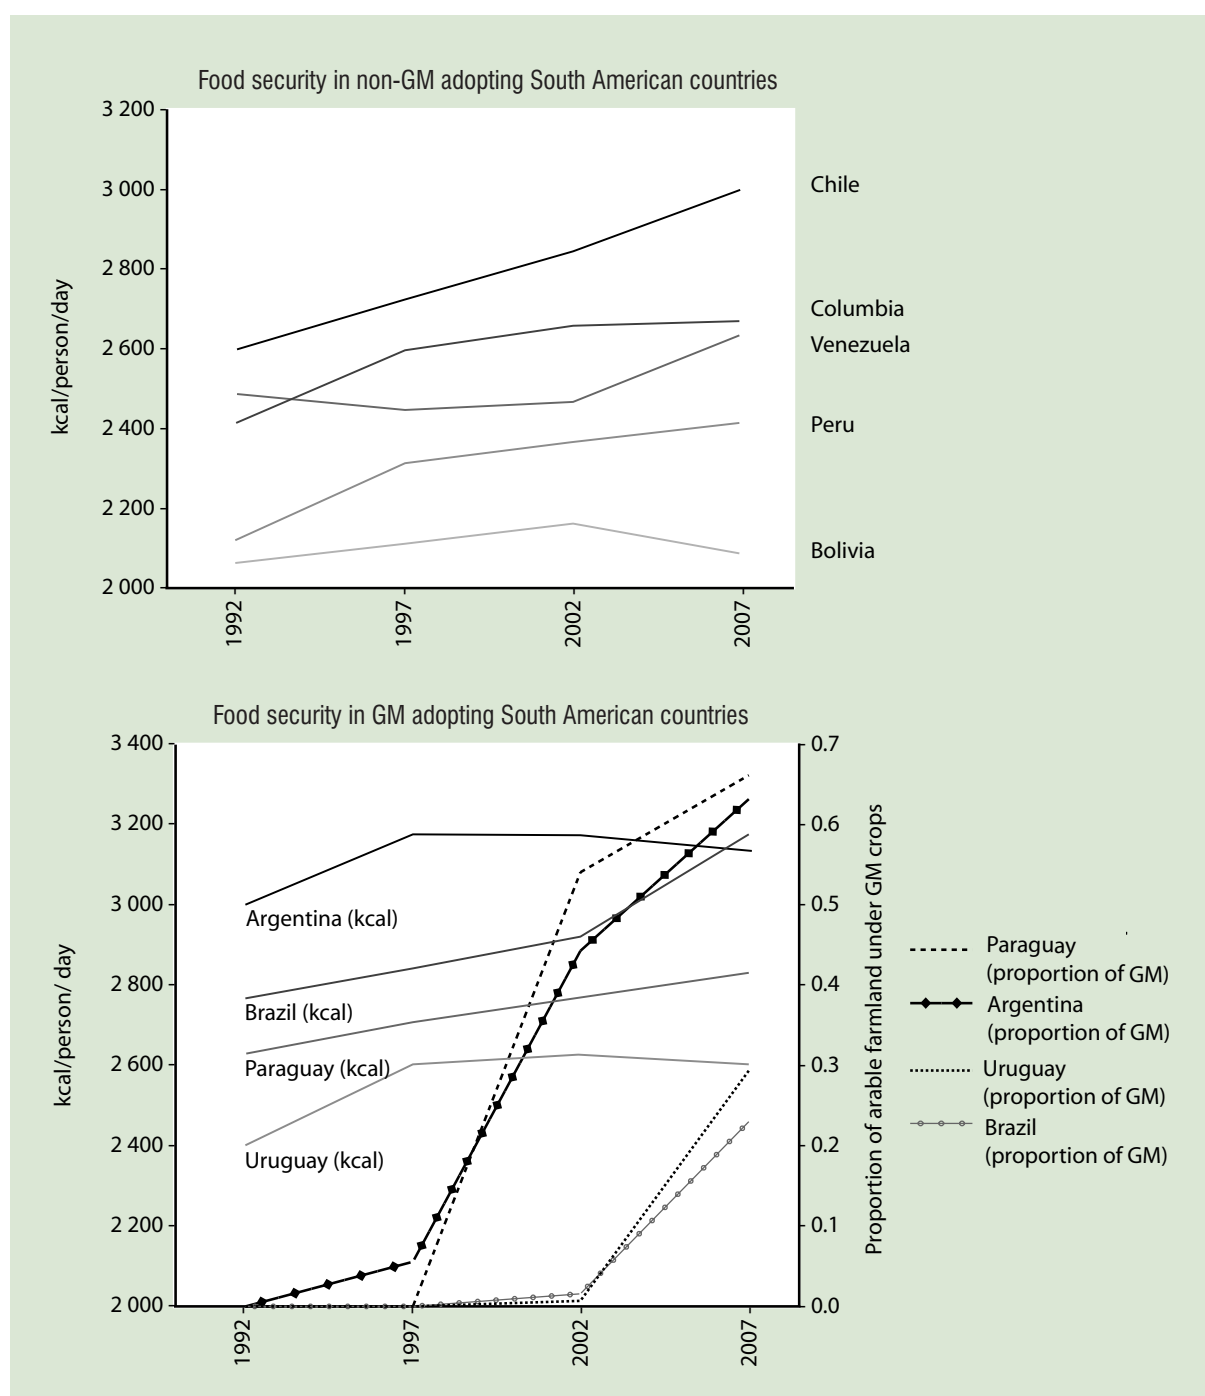 Food security in non-GM adopting South American countries
3 200
3 000
2 800
2 600
2 400
2 200
2 000
kcal/person/day
Chile
Columbia
Venezuela
Peru
Bolivia
1992
1997
2002
2007
Food security in GM adopting South American countries
3 400
3 200
3 000
2 800
2 600
2 400
2 200
2 000
kcal/person/ day
Argentina (kcal)
Brazil (kcal)
Paraguay (kcal)
Uruguay (kcal)
0.7
0.6
0.5
0.4
0.3
0.2
0.1
0.0
Proportion of arable farmland under GM crops
1992
1997
2002
2007
Paraguay
(proportion of GM)
Argentina
(proportion of GM)
Uruguay
(proportion of GM)
Brazil
(proportion of GM)